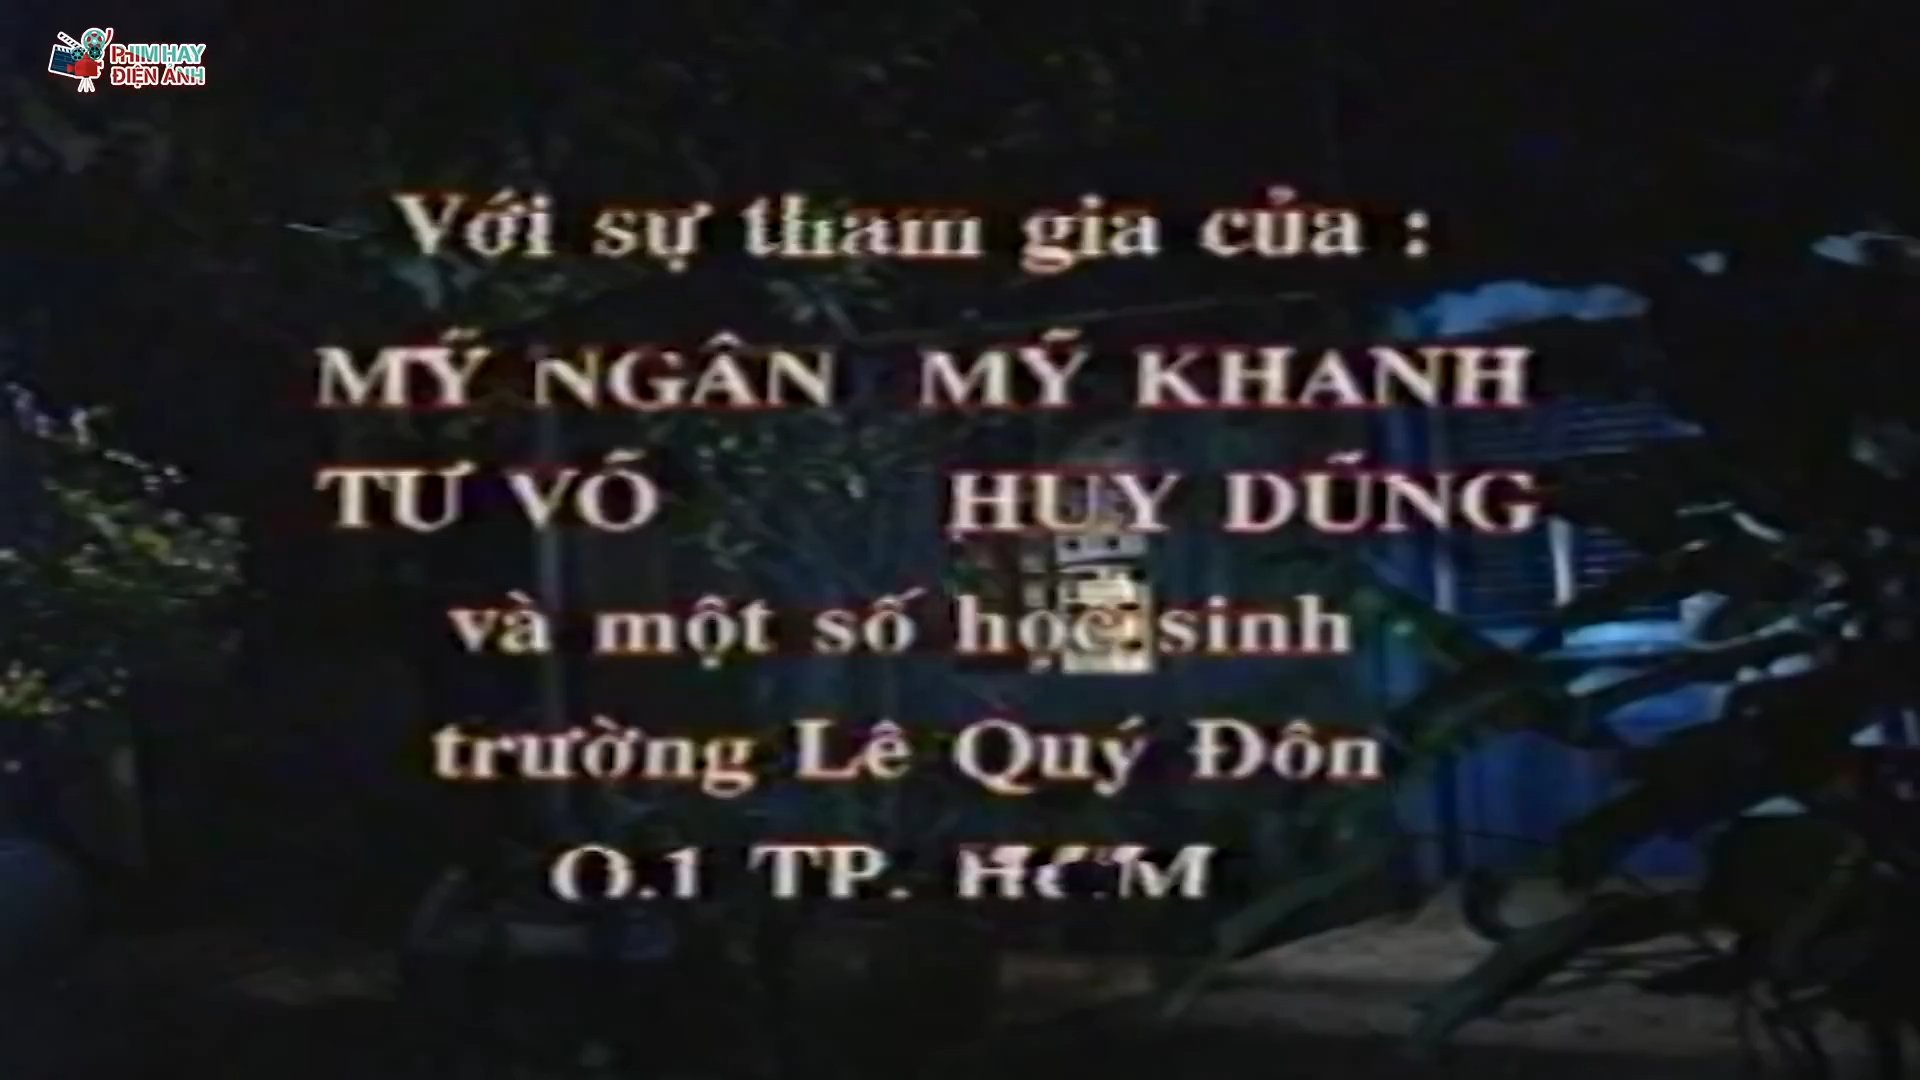 PHIM HAY
ĐIỆN ẢNH
Với sự tham gia của :
MỸ NGÂN MỸ KHANH
TƯ VÕ HUY DŨNG
và một số học sinh
trường Lê Quý Đôn
Q.1 TP. HCM